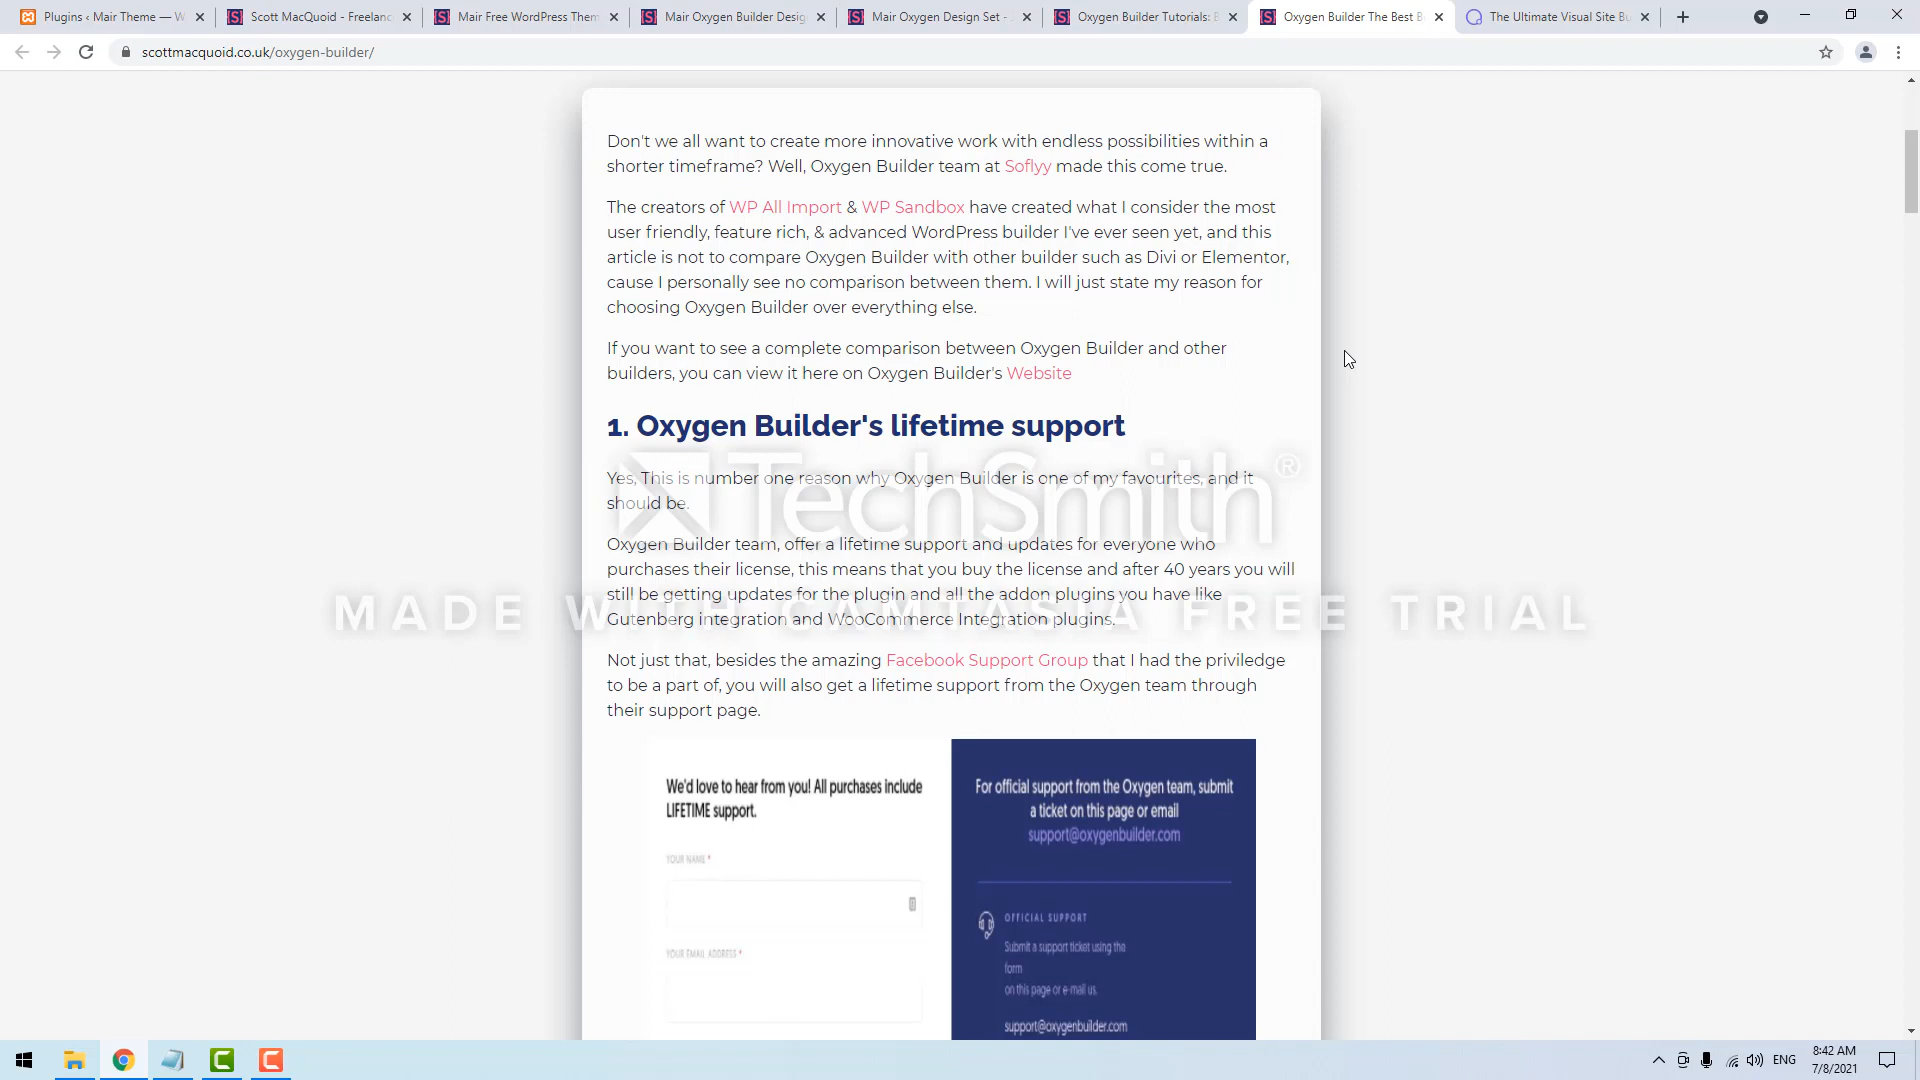 Plugins ‹ Mair Theme — W
Scott MacQuoid - Freelanc
Mair Free WordPress Them
Mair Oxygen Builder Desig
Mair Oxygen Design Set -
Oxygen Builder Tutorials: B
Oxygen Builder The Best B
The Ultimate Visual Site Bu
scottmacquoid.co.uk/oxygen-builder/
Don't we all want to create more innovative work with endless possibilities within a
shorter timeframe? Well, Oxygen Builder team at Soflyy made this come true.
The creators of WP All Import & WP Sandbox have created what I consider the most
user friendly, feature rich, & advanced WordPress builder I've ever seen yet, and this
article is not to compare Oxygen Builder with other builder such as Divi or Elementor,
cause I personally see no comparison between them. I will just state my reason for
choosing Oxygen Builder over everything else.
If you want to see a complete comparison between Oxygen Builder and other
builders, you can view it here on Oxygen Builder's Website
1. Oxygen Builder's lifetime support
Yes, This is number one reason why Oxygen Builder is one of my favourites, and it
should be.
TechSmith®
Oxygen Builder team, offer a lifetime support and updates for everyone who
purchases their license, this means that you buy the license and after 40 years you will
still be getting updates for the plugin and all the addon plugins you have like
Gutenberg integration and WooCommerce Integration plugins.
MADE WITH CAMTASIA FREE TRIAL
Not just that, besides the amazing Facebook Support Group that I had the priviledge
to be a part of, you will also get a lifetime support from the Oxygen team through
their support page.
We'd love to hear from you! All purchases include
LIFETIME support.
YOUR NAME *
YOUR EMAIL ADDRESS *
For official support from the Oxygen team, submit
a ticket on this page or email
support@oxygenbuilder.com
OFFICIAL SUPPORT
Submit a support ticket using the
form
on this page or e-mail us.
support@oxygenbuilder.com
ENG
8:42 AM
7/8/2021